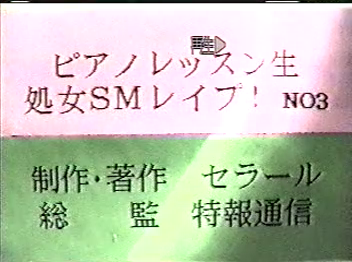 ピアノレッスン生
処女SMレイプ! NO3
制作・著作 セラール
総 監 特報通信